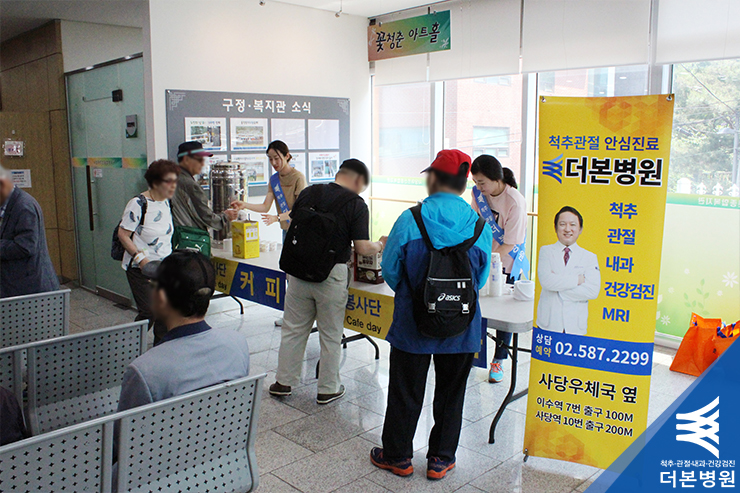 꽃청춘 아트홀
구정·복지관 소식
커피
봉사단
Cafe day
asics
척추관절 안심진료
더본병원
척추
관절
내과
건강검진
MRI
상담
예약
02.587.2299
사당우체국 옆
이수역 7번 출구 100M
사당역 10번 출구 200M
척추·관절·내과·건강검진
더본병원